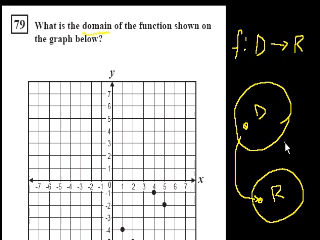 79 What is the domain of the function shown on
the graph below?
f: D → R
y
7
6
5
4
3
2
1
-7 -6 -5 -4 -3 -2 -1 1 2 3 4 5 6 7 x
-1
-2
-3
-4
D
R